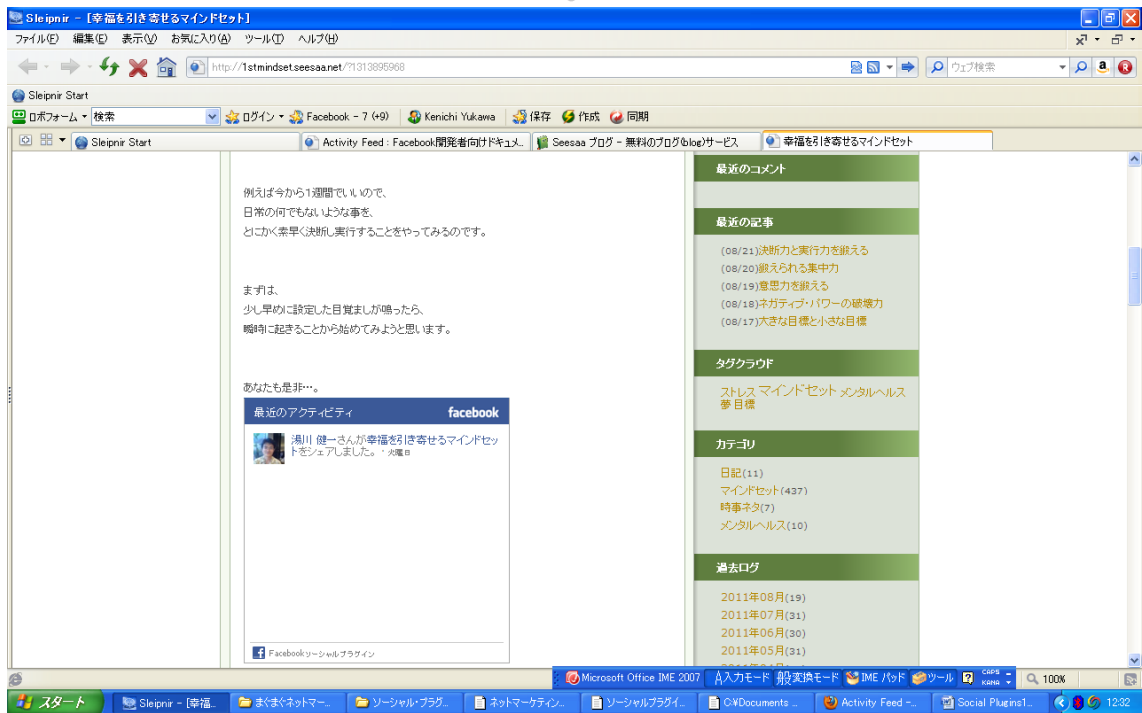 Sleipnir - [幸福を引き寄せるマインドセット]
ファイル(F) 編集(E) 表示(V) お気に入り(A) ツール(T) ヘルプ(H)
http://1stmindset.seesaa.net/?1313895968
ウェブ検索
Sleipnir Start
ロボフォーム 検索 ログイン Facebook - 7 (+9) Kenichi Yukawa 保存 作成 同期
Sleipnir Start
Activity Feed : Facebook開発者向けドキュメ..
Seesaa ブログ - 無料のブログ(blog)サービス
幸福を引き寄せるマインドセット
例えば今から1週間でいいので、
日常の何でもないような事を、
とにかく素早く決断し実行することをやってみるのです。
まずは、
少し早めに設定した目覚ましが鳴ったら、
瞬時に起きることから始めてみようと思います。
あなたも是非…。
最近のアクティビティ facebook
湯川 健一さんが幸福を引き寄せるマインドセッ
トをシェアしました。 · 火曜日
Facebookソーシャルプラグイン
最近のコメント
最近の記事
(08/21)決断力と実行力を鍛える
(08/20)鍛えられる集中力
(08/19)意思力を鍛える
(08/18)ネガティブ・パワーの破壊力
(08/17)大きな目標と小さな目標
タグクラウド
ストレス マインドセット メンタルヘルス
夢 目標
カテゴリ
日記(11)
マインドセット(437)
時事ネタ(7)
メンタルヘルス(10)
過去ログ
2011年08月(19)
2011年07月(31)
2011年06月(30)
2011年05月(31)
Microsoft Office IME 2007 A入力モード 般変換モード IME パッド ツール CAPS KANA
100%
スタート
Sleipnir - [幸福..
まぐまぐネットマー..
ソーシャル・プラグ..
ネットマーケティン..
ソーシャルプラグイ..
C:¥Documents ..
Activity Feed -..
Social Plugins1..
12:32